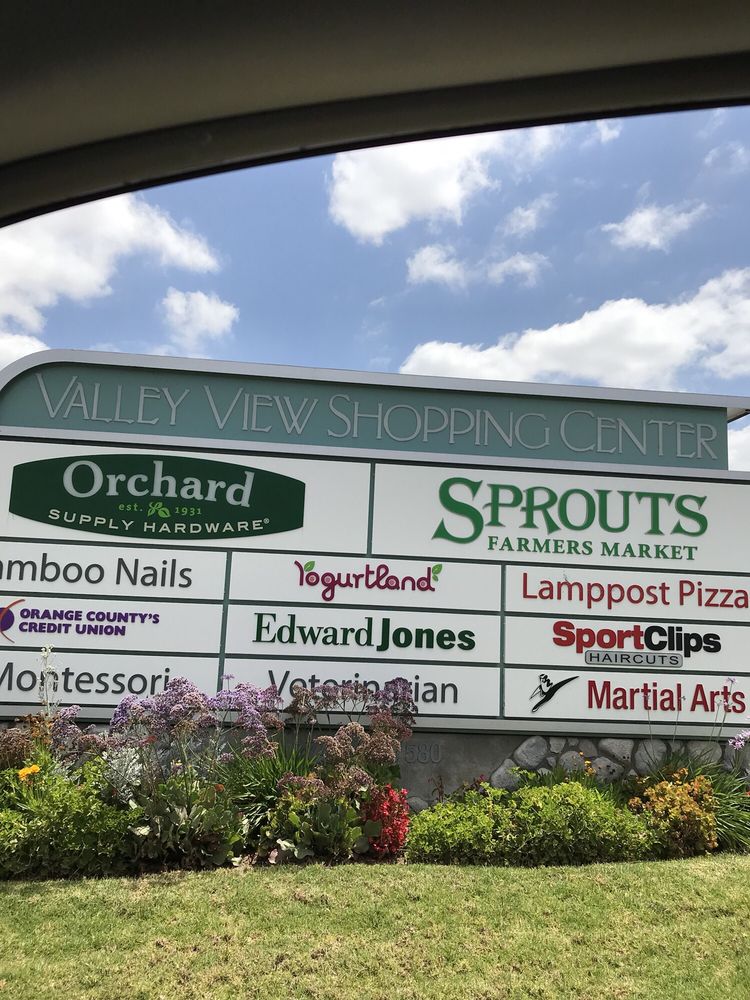 VALLEY VIEW SHOPPING CENTER
Orchard
est. 1931
SUPPLY HARDWARE®
SPROUTS
FARMERS MARKET
amboo Nails
Yogurtland
Lamppost Pizza
ORANGE COUNTY'S
CREDIT UNION
Edward Jones
SportClips
HAIRCUTS
Montessori
Veterinarian
Martial Arts
580